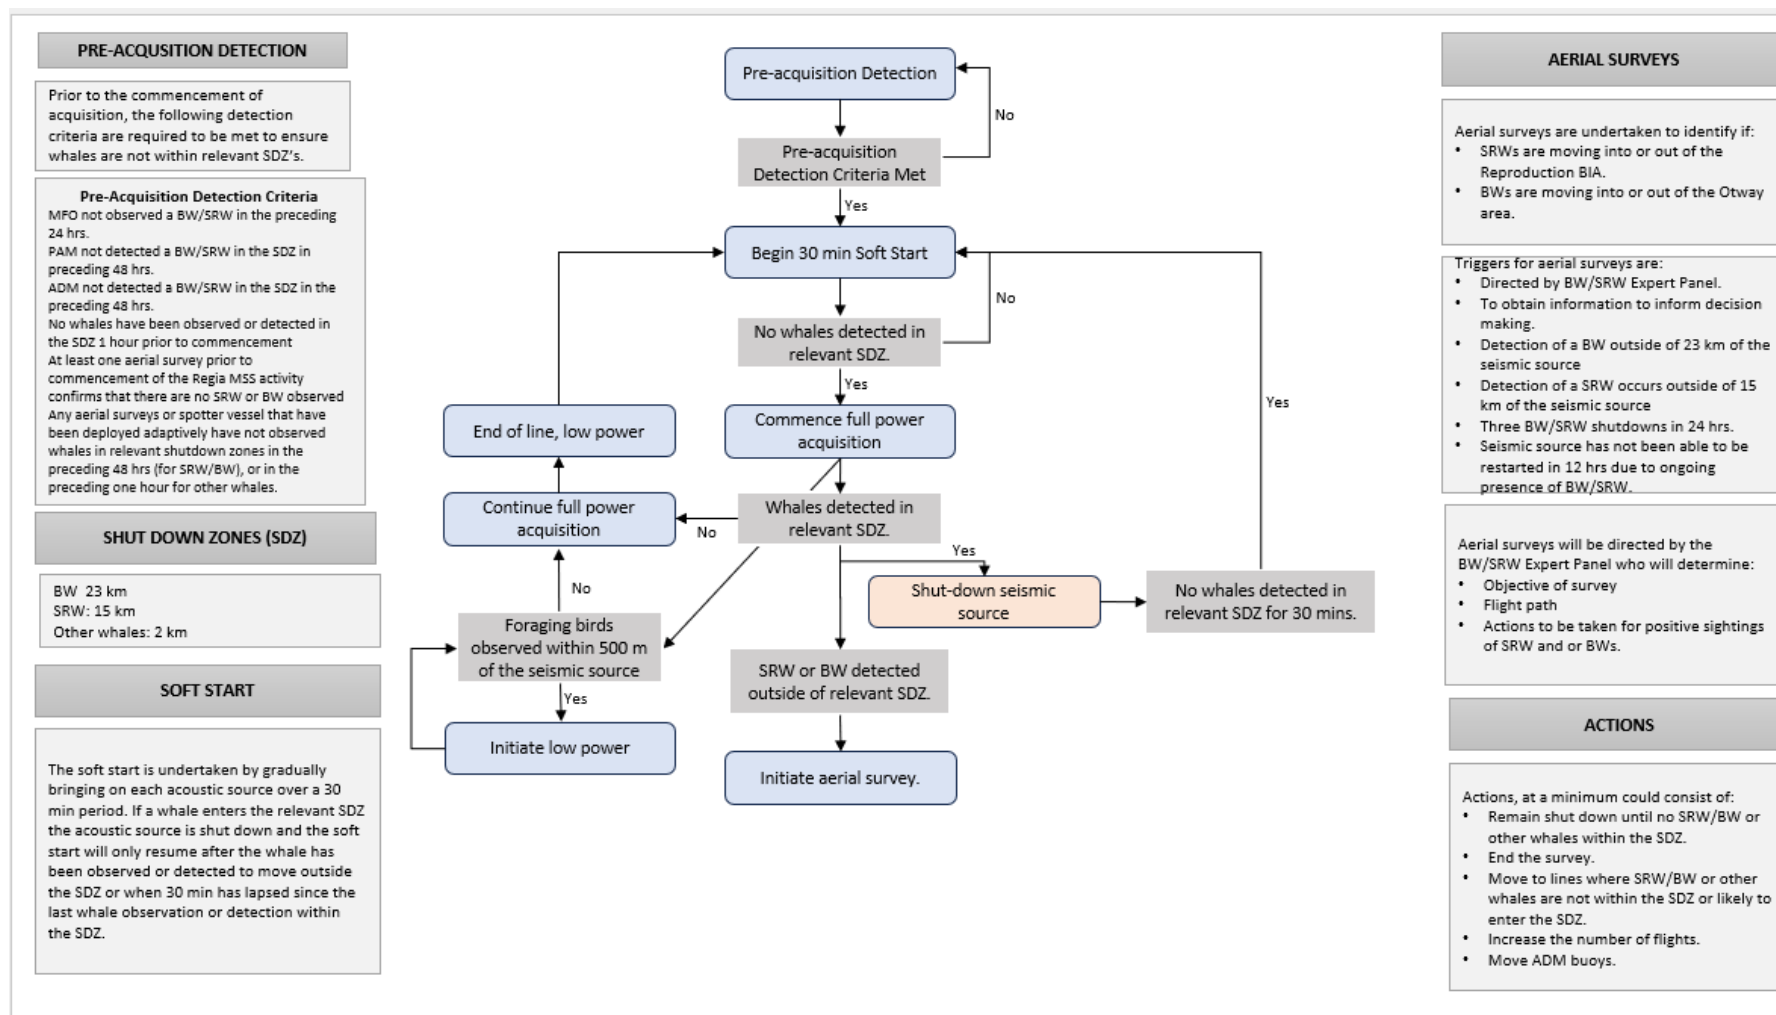 PRE-ACQUSITION DETECTION
Prior to the commencement of
acquisition, the following detection
criteria are required to be met to ensure
whales are not within relevant SDZ's.
Pre-Acquisition Detection Criteria
MFO not observed a BW/SRW in the preceding
24 hrs.
PAM not detected a BW/SRW in the SDZ in
preceding 48 hrs.
ADM not detected a BW/SRW in the SDZ in the
preceding 48 hrs.
No whales have been observed or detected in
the SDZ 1 hour prior to commencement
At least one aerial survey prior to
commencement of the Regia MSS activity
confirms that there are no SRW or BW observed
Any aerial surveys or spotter vessel that have
been deployed adaptively have not observed
whales in relevant shutdown zones in the
preceding 48 hrs (for SRW/BW), or in the
preceding one hour for other whales.
SHUT DOWN ZONES (SDZ)
BW 23 km
SRW: 15 km
Other whales: 2 km
SOFT START
The soft start is undertaken by gradually
bringing on each acoustic source over a 30
min period. If a whale enters the relevant SDZ
the acoustic source is shut down and the soft
start will only resume after the whale has
been observed or detected to move outside
the SDZ or when 30 min has lapsed since the
last whale observation or detection within
the SDZ.
Pre-acquisition Detection
No
Pre-acquisition
Detection Criteria Met
Yes
Begin 30 min Soft Start
No
No whales detected in
relevant SDZ.
Yes
Yes
End of line, low power
Commence full power
acquisition
Continue full power
acquisition
No
Whales detected in
relevant SDZ.
Yes
Shut-down seismic
source
No whales detected in
relevant SDZ for 30 mins.
No
Foraging birds
observed within 500 m
of the seismic source
Yes
Initiate low power
SRW or BW detected
outside of relevant SDZ.
Initiate aerial survey.
AERIAL SURVEYS
Aerial surveys are undertaken to identify if:
• SRWs are moving into or out of the
Reproduction BIA.
• BWs are moving into or out of the Otway
area.
Triggers for aerial surveys are:
• Directed by BW/SRW Expert Panel.
• To obtain information to inform decision
making.
• Detection of a BW outside of 23 km of the
seismic source
• Detection of a SRW occurs outside of 15
km of the seismic source
• Three BW/SRW shutdowns in 24 hrs.
• Seismic source has not been able to be
restarted in 12 hrs due to ongoing
presence of BW/SRW.
Aerial surveys will be directed by the
BW/SRW Expert Panel who will determine:
• Objective of survey
• Flight path
• Actions to be taken for positive sightings
of SRW and or BWs.
ACTIONS
Actions, at a minimum could consist of:
• Remain shut down until no SRW/BW or
other whales within the SDZ.
• End the survey.
• Move to lines where SRW/BW or other
whales are not within the SDZ or likely to
enter the SDZ.
• Increase the number of flights.
• Move ADM buoys.